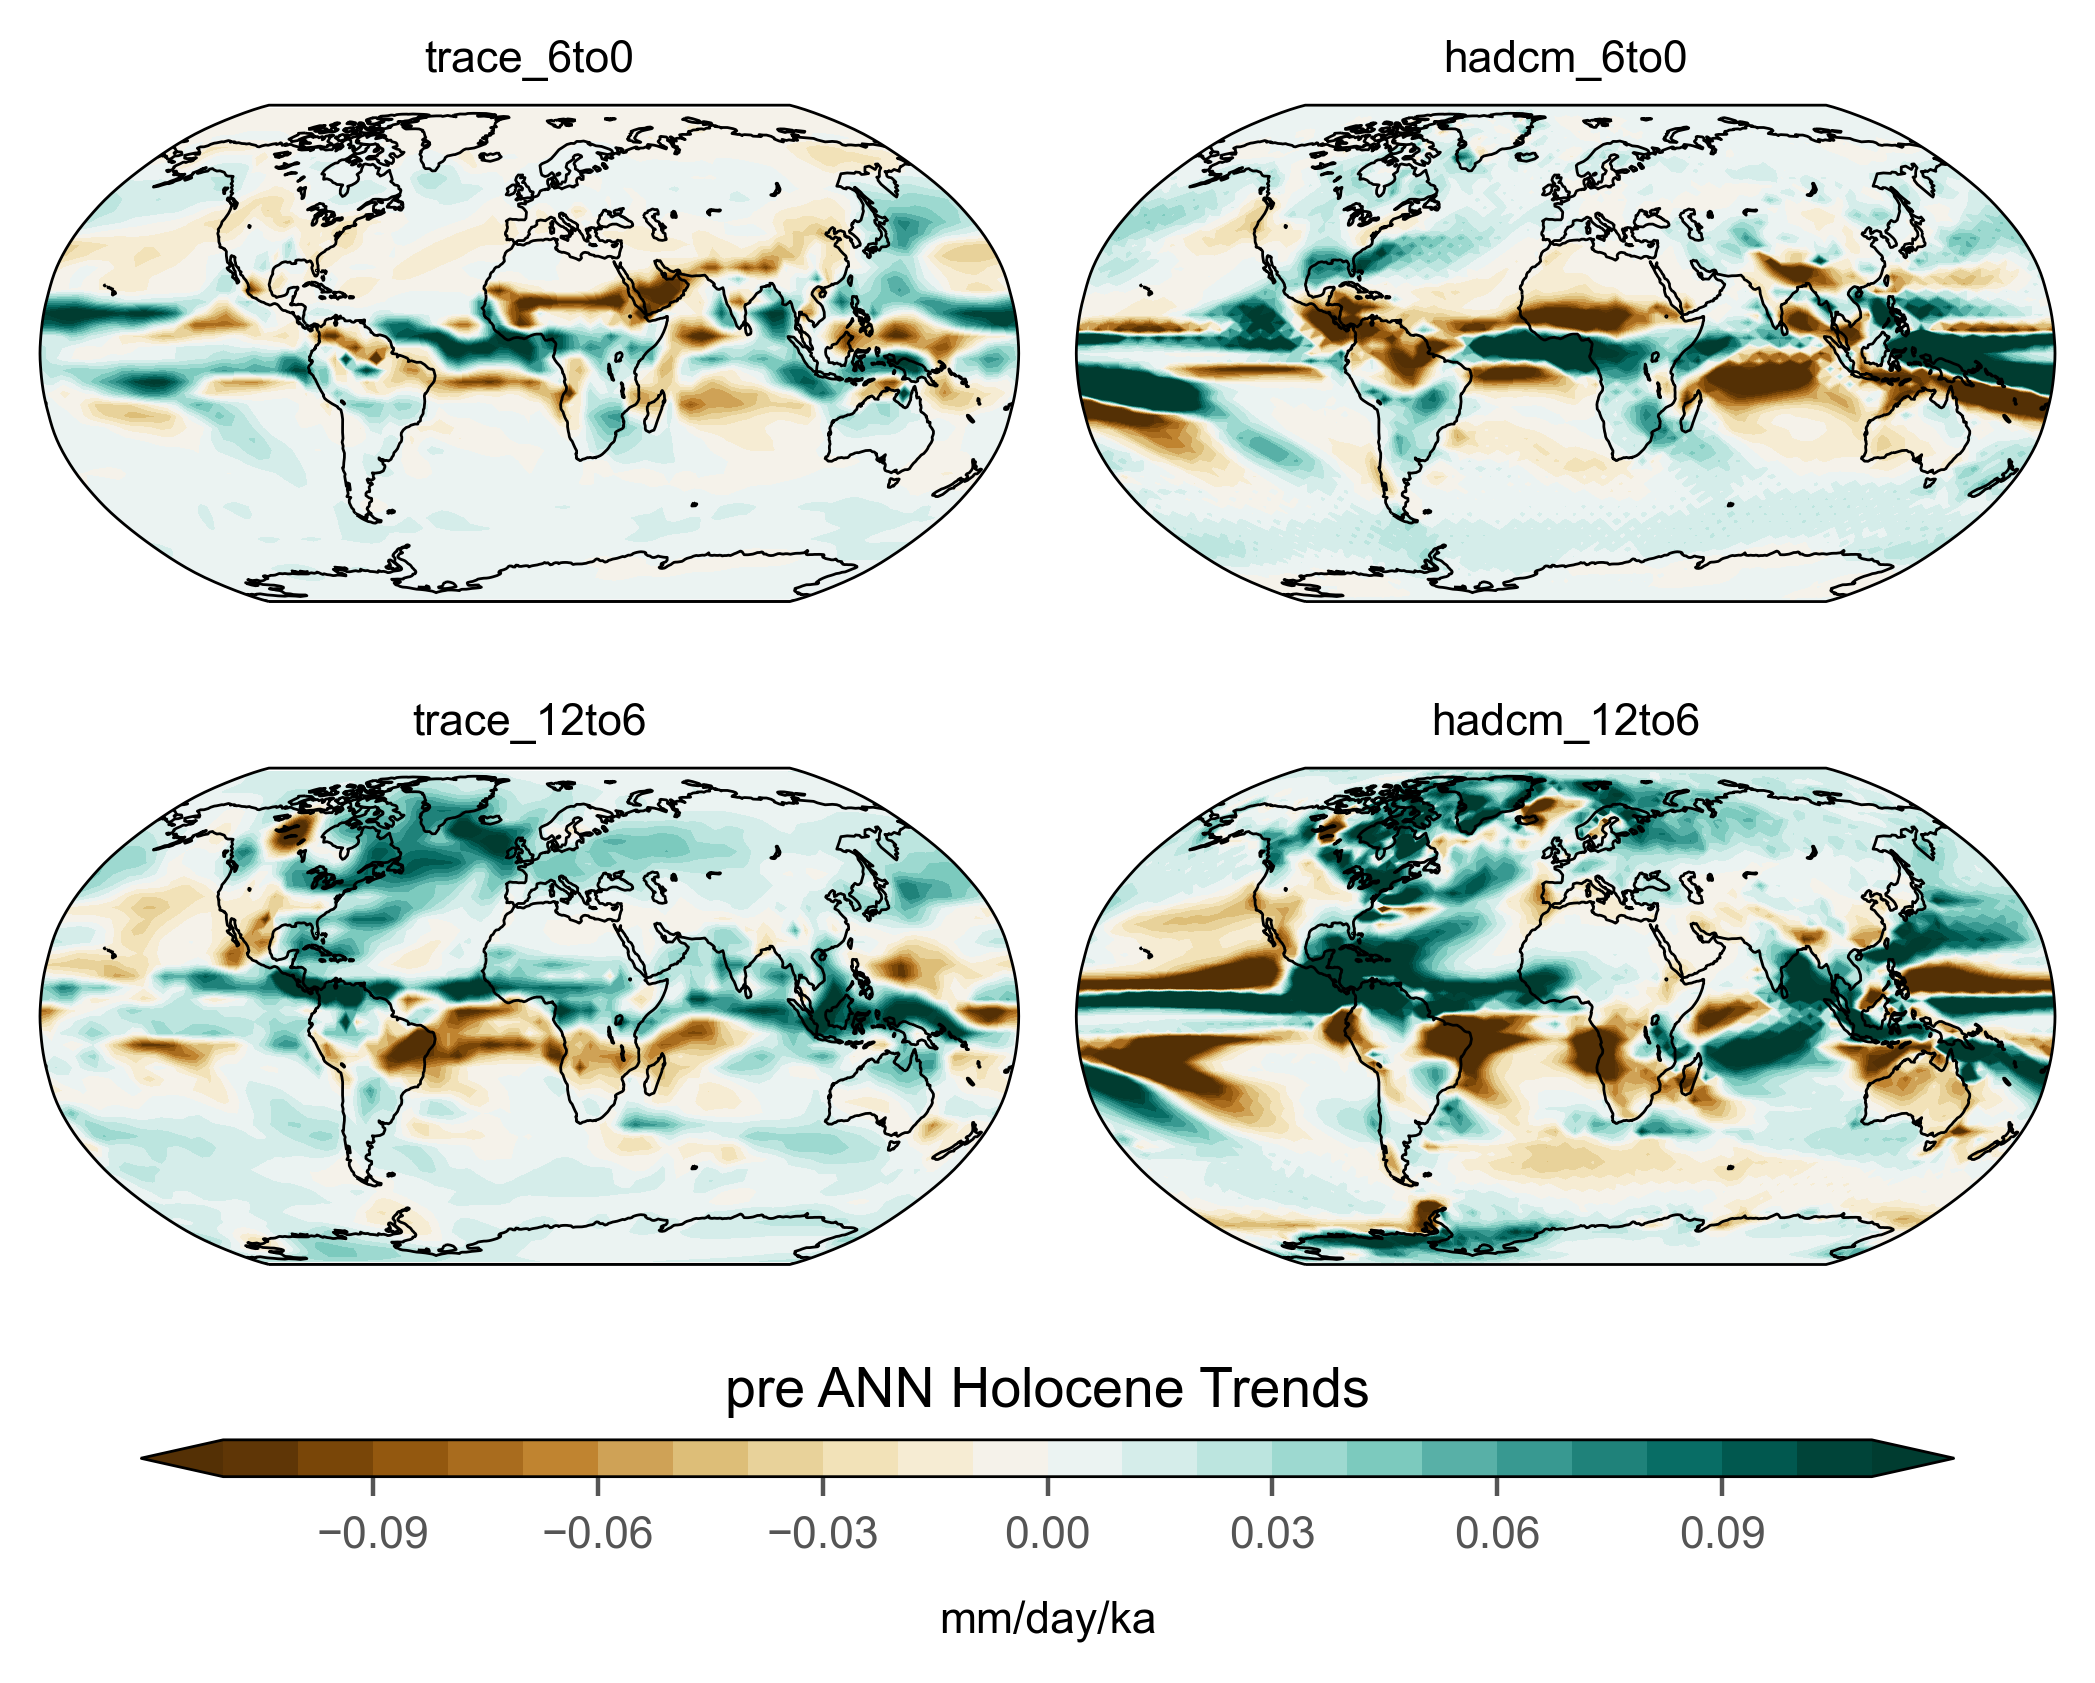 trace_6to0
hadcm_6to0
trace_12to6
hadcm_12to6
pre ANN Holocene Trends
−0.09 −0.06 −0.03 0.00 0.03 0.06 0.09
mm/day/ka